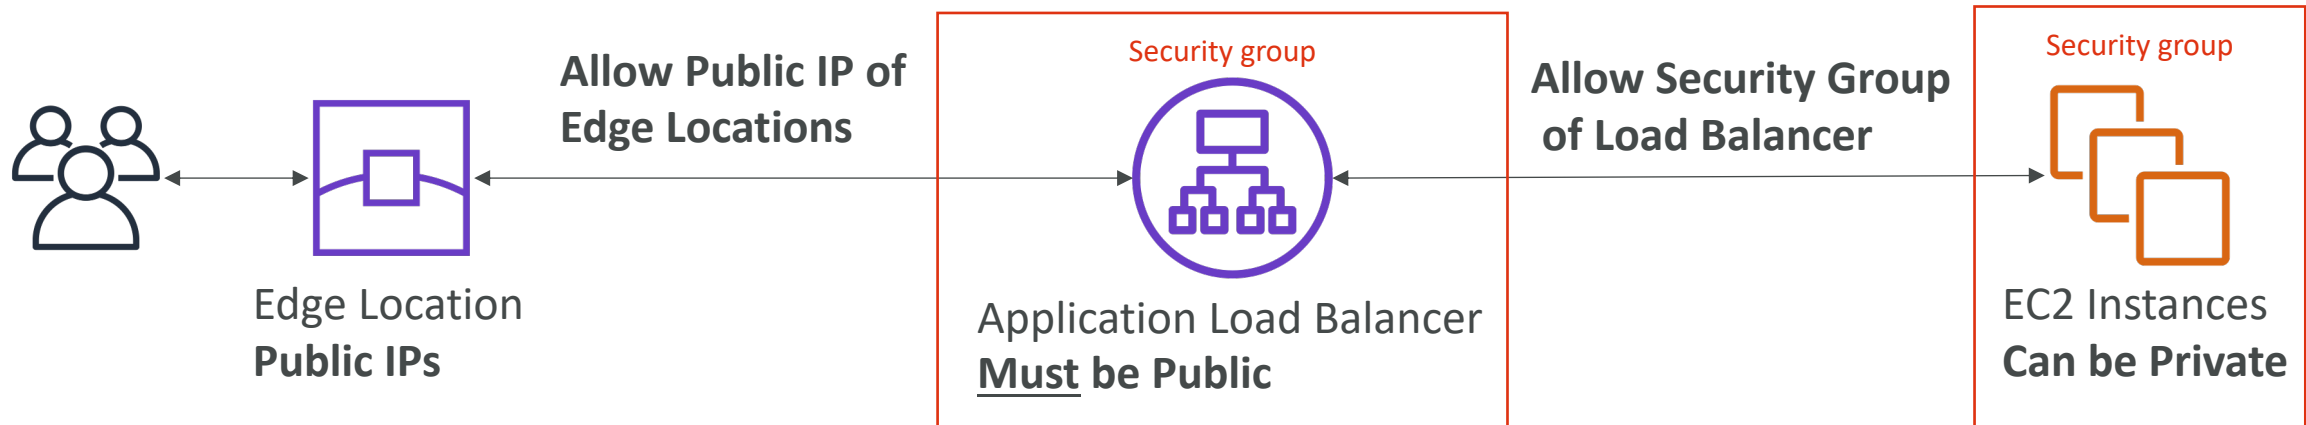 Allow Public IP of
Edge Locations
Security group
Allow Security Group
of Load Balancer
Security group
Edge Location
Public IPs
Application Load Balancer
Must be Public
EC2 Instances
Can be Private